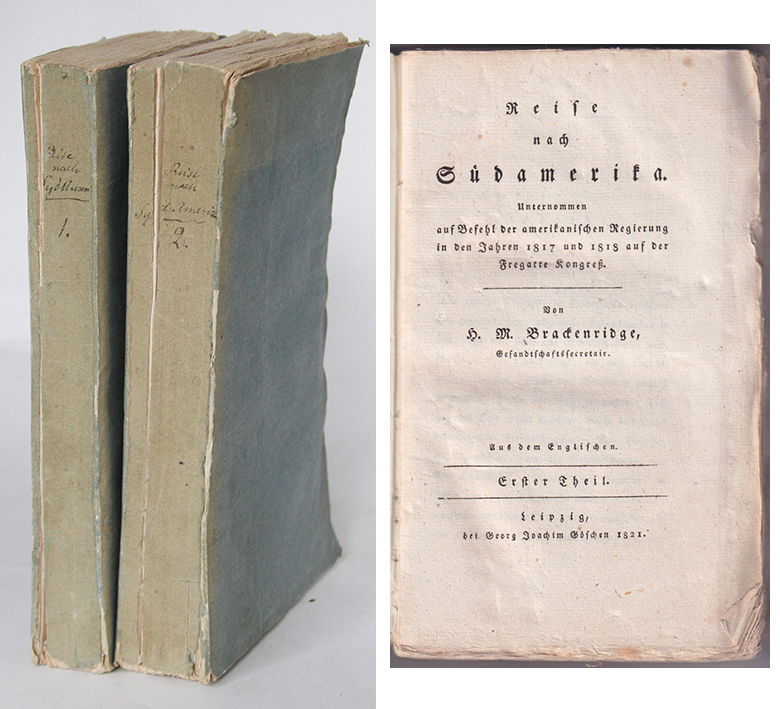 Reise
nach
1.
Reise
nach
Syd America
2.
Reise
nach
Südamerika.
Unternommen
auf Befehl der amerikanischen Regierung
in den Jahren 1817 und 1818 auf der
Fregatte Kongreß.
Von
H. M. Brackenridge,
Gesandtschaftssecretair.
Aus dem Englischen.
Erster Theil.
Leipzig,
bei Georg Joachim Göschen 1821.